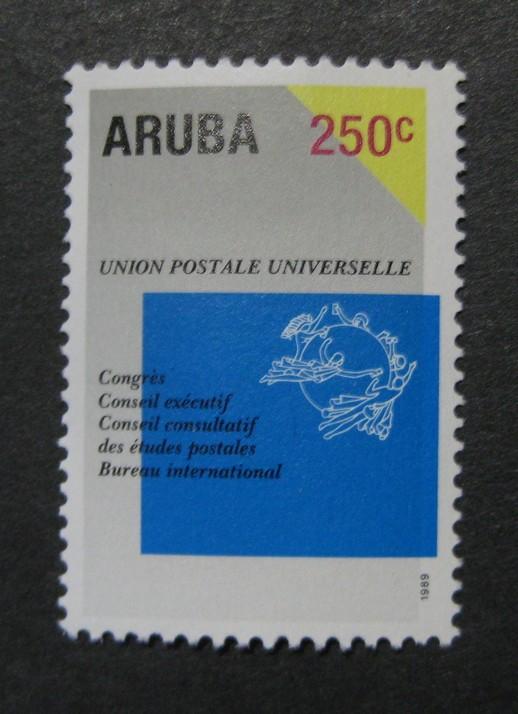 ARUBA 250c
UNION POSTALE UNIVERSELLE
Congrès
Conseil exécutif
Conseil consultatif
des études postales
Bureau international
1989